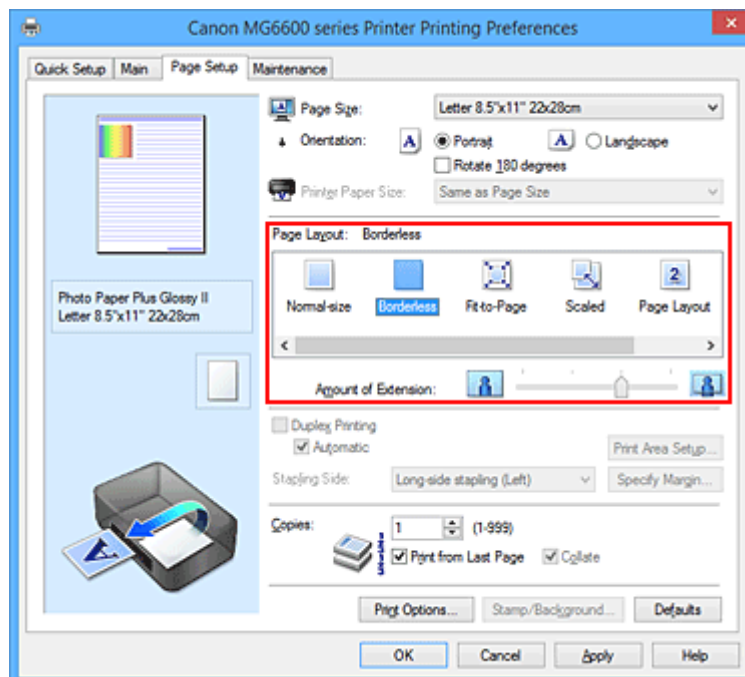 Canon MG6600 series Printer Printing Preferences
Quick Setup Main Page Setup Maintenance
Page Size: Letter 8.5"x11" 22x28cm
Orientation: A Portrait A Landscape
Rotate 180 degrees
Printer Paper Size: Same as Page Size
Page Layout: Borderless
Normal-size Borderless Fit-to-Page Scaled Page Layout
2
Photo Paper Plus Glossy II
Letter 8.5"x11" 22x28cm
Amount of Extension:
Duplex Printing
Automatic Print Area Setup...
Stapling Side: Long-side stapling (Left) Specify Margin...
Copies: 1 (1-999)
Print from Last Page Collate
A
Print Options... Stamp/Background... Defaults
OK Cancel Apply Help